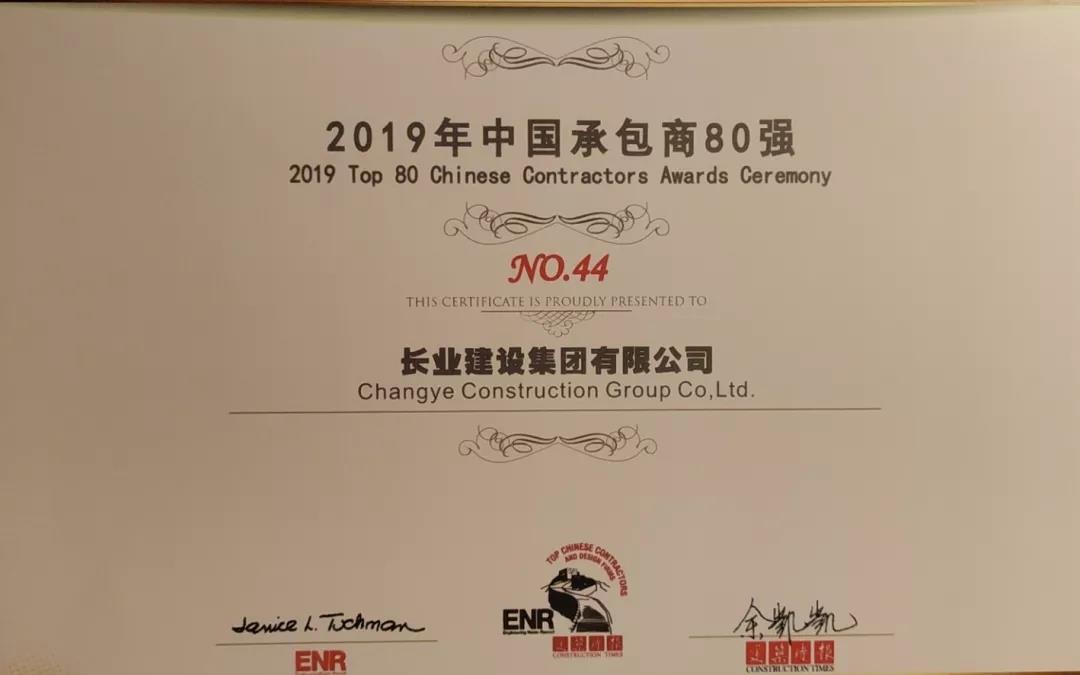 2019年中国承包商80强
2019 Top 80 Chinese Contractors Awards Ceremony
NO.44
THIS CERTIFICATE IS PROUDLY PRESENTED TO
长业建设集团有限公司
Changye Construction Group Co,Ltd.
TOP CHINESE CONTRACTORS
AND DESIGN FIRMS
Janice L. Tuchman
ENR
Engineering News-Record
建筑时报
CONSTRUCTION TIMES
余凯凯
ENR
建筑时报
CONSTRUCTION TIMES